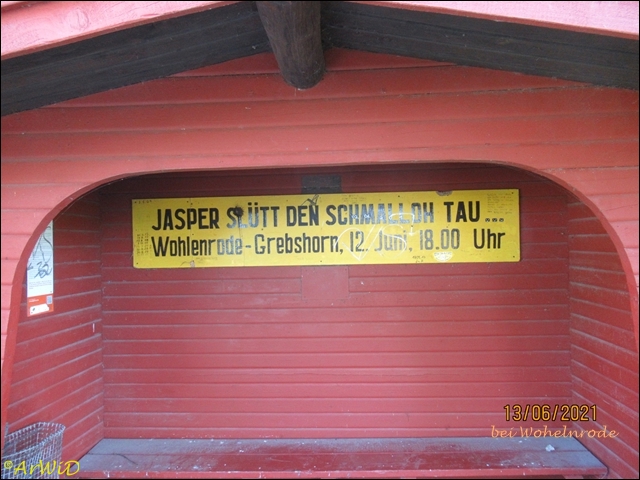 JASPER SLÜTT DEN SCHMALLOH TAU...
Wohlenrode-Grebshorn, 12. Juni, 18.00 Uhr
13/06/2021
bei Wohelnrode
©ArWiD